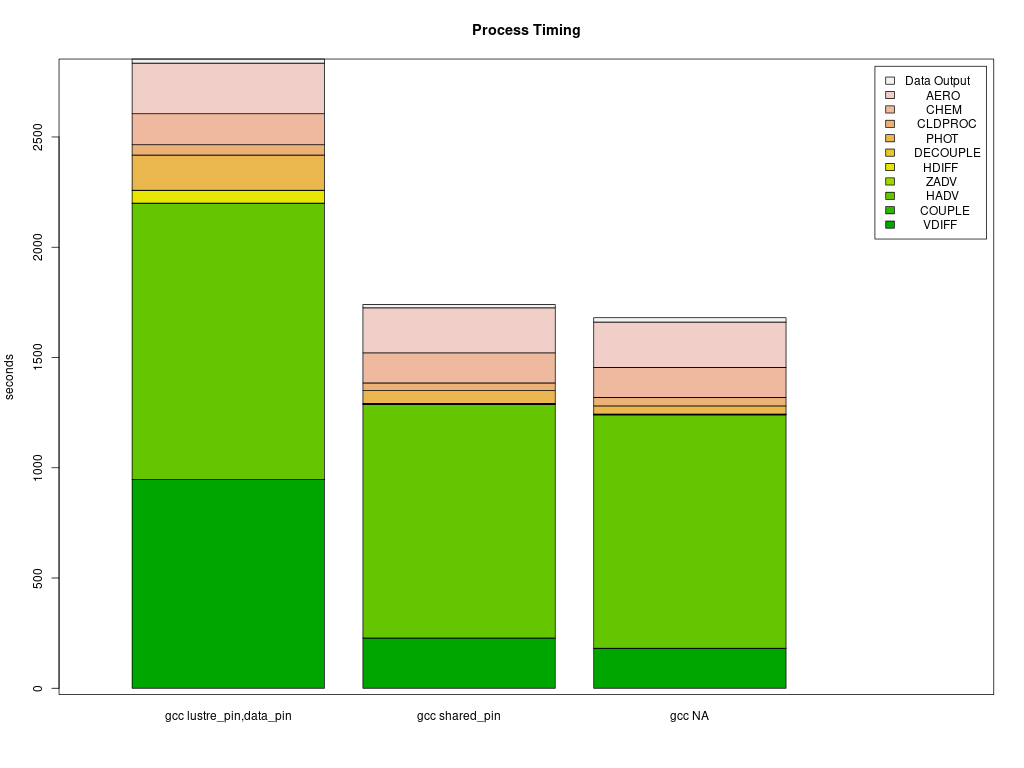 Process Timing
Data Output
AERO
CHEM
CLDPROC
PHOT
DECOUPLE
HDIFF
ZADV
HADV
COUPLE
VDIFF
2500
2000
1500
1000
500
0
seconds
gcc lustre_pin,data_pin
gcc shared_pin
gcc NA